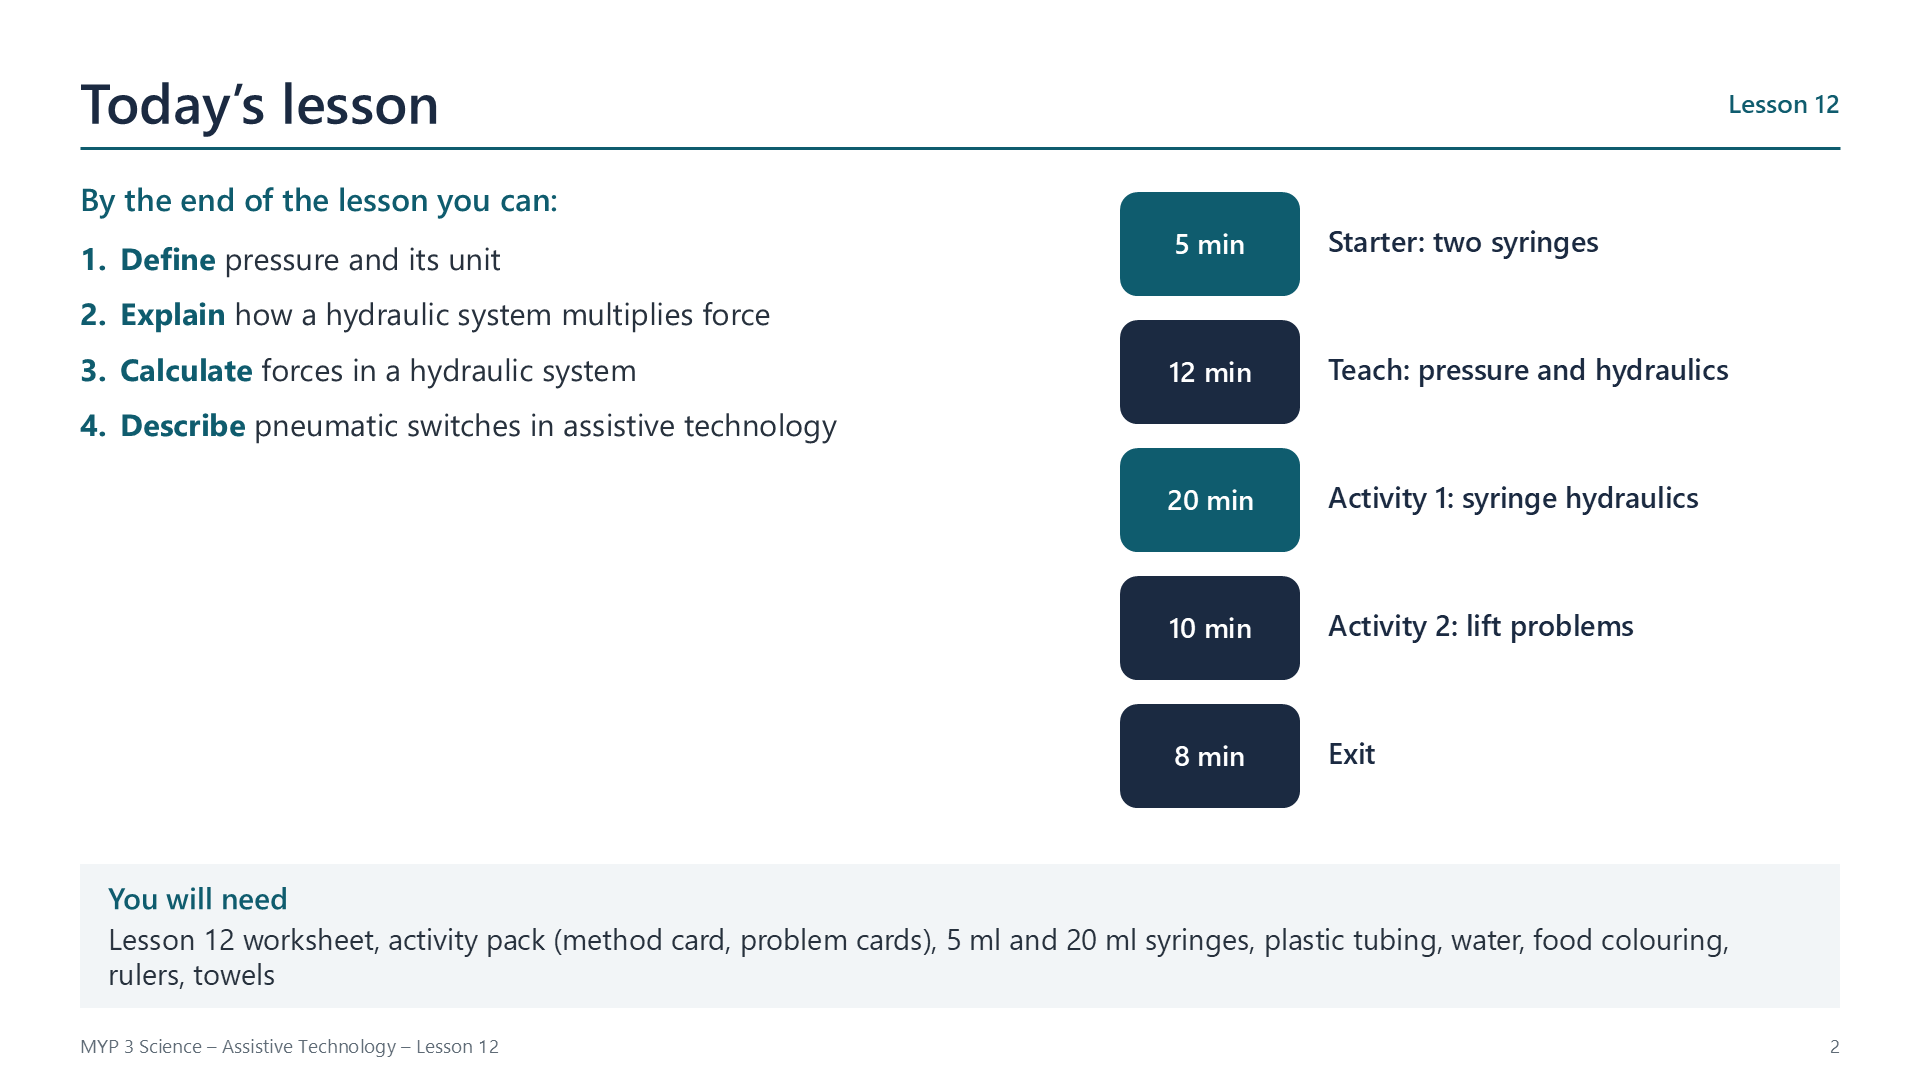 Today’s lesson
Lesson 12
By the end of the lesson you can:
1. Define pressure and its unit
2. Explain how a hydraulic system multiplies force
3. Calculate forces in a hydraulic system
4. Describe pneumatic switches in assistive technology
5 min Starter: two syringes
12 min Teach: pressure and hydraulics
20 min Activity 1: syringe hydraulics
10 min Activity 2: lift problems
8 min Exit
You will need
Lesson 12 worksheet, activity pack (method card, problem cards), 5 ml and 20 ml syringes, plastic tubing, water, food colouring,
rulers, towels
MYP 3 Science – Assistive Technology – Lesson 12
2